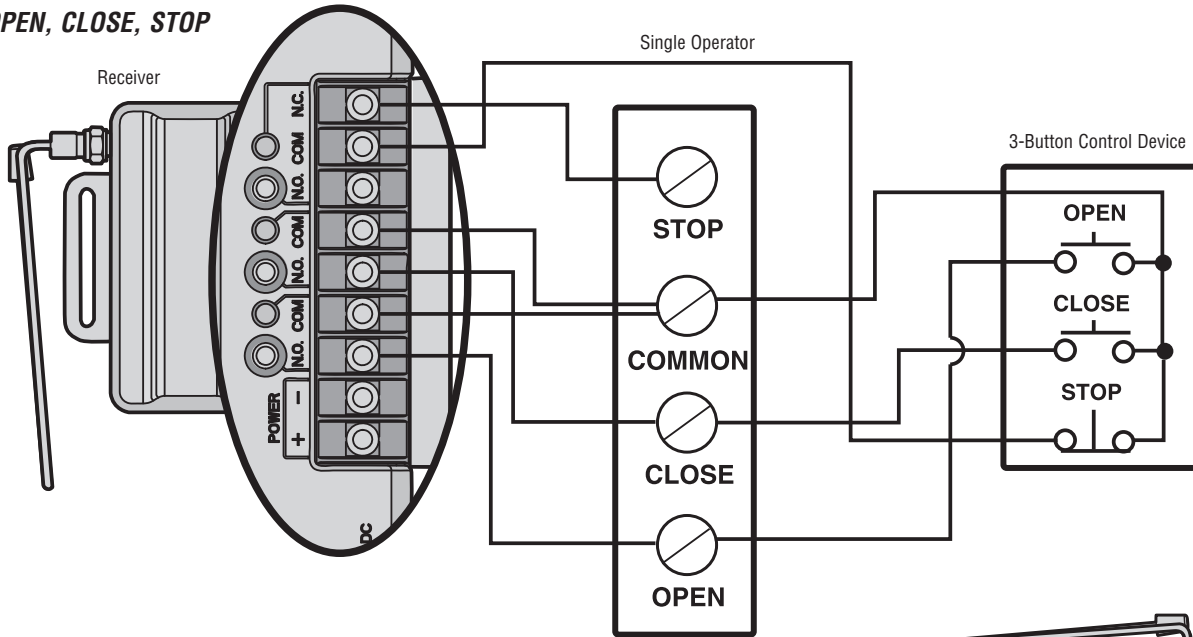 OPEN, CLOSE, STOP
Receiver
Single Operator
3-Button Control Device
N.C.
COM
N.O.
COM
N.O.
COM
N.O.
POWER
-
+
DC
STOP
COMMON
CLOSE
OPEN
OPEN
CLOSE
STOP